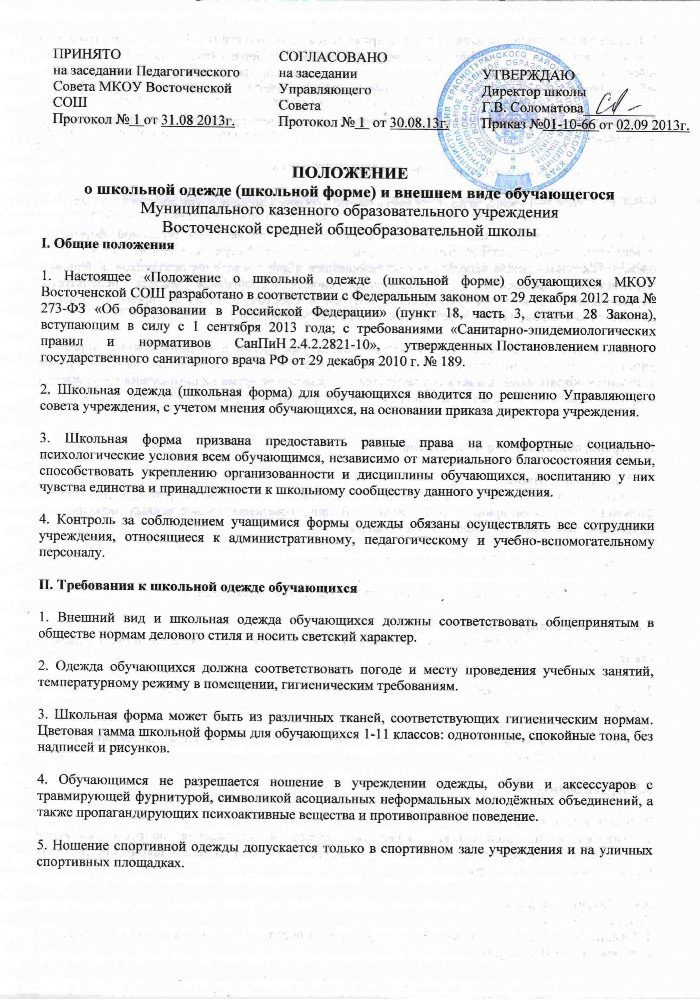 ПРИНЯТО
на заседании Педагогического
Совета МКОУ Восточенской
СОШ
Протокол № 1 от 31.08 2013г.
СОГЛАСОВАНО
на заседании
Управляющего
Совета
Протокол № 1 от 30.08.13г.
УТВЕРЖДАЮ
Директор школы
Г.В. Соломатова
Приказ №01-10-66 от 02.09 2013г.
АДМИНИСТРАЦИЯ КРАСНОТУРАНСКОГО РАЙОНА КРАСНОЯРСКОГО КРАЯ
МУНИЦИПАЛЬНОЕ КАЗЕННОЕ ОБРАЗОВАТЕЛЬНОЕ УЧРЕЖДЕНИЕ
ПОЛОЖЕНИЕ
о школьной одежде (школьной форме) и внешнем виде обучающегося
Муниципального казенного образовательного учреждения
Восточенской средней общеобразовательной школы
I. Общие положения
1. Настоящее «Положение о школьной одежде (школьной форме) обучающихся МКОУ
Восточенской СОШ разработано в соответствии с Федеральным законом от 29 декабря 2012 года №
273-ФЗ «Об образовании в Российской Федерации» (пункт 18, часть 3, статьи 28 Закона),
вступающим в силу с 1 сентября 2013 года; с требованиями «Санитарно-эпидемиологических
правил и нормативов СанПиН 2.4.2.2821-10», утвержденных Постановлением главного
государственного санитарного врача РФ от 29 декабря 2010 г. № 189.
2. Школьная одежда (школьная форма) для обучающихся вводится по решению Управляющего
совета учреждения, с учетом мнения обучающихся, на основании приказа директора учреждения.
3. Школьная форма призвана предоставить равные права на комфортные социально-
психологические условия всем обучающимся, независимо от материального благосостояния семьи,
способствовать укреплению организованности и дисциплины обучающихся, воспитанию у них
чувства единства и принадлежности к школьному сообществу данного учреждения.
4. Контроль за соблюдением учащимися формы одежды обязаны осуществлять все сотрудники
учреждения, относящиеся к административному, педагогическому и учебно-вспомогательному
персоналу.
II. Требования к школьной одежде обучающихся
1. Внешний вид и школьная одежда обучающихся должны соответствовать общепринятым в
обществе нормам делового стиля и носить светский характер.
2. Одежда обучающихся должна соответствовать погоде и месту проведения учебных занятий,
температурному режиму в помещении, гигиеническим требованиям.
3. Школьная форма может быть из различных тканей, соответствующих гигиеническим нормам.
Цветовая гамма школьной формы для обучающихся 1-11 классов: однотонные, спокойные тона, без
надписей и рисунков.
4. Обучающимся не разрешается ношение в учреждении одежды, обуви и аксессуаров с
травмирующей фурнитурой, символикой асоциальных неформальных молодёжных объединений, а
также пропагандирующих психоактивные вещества и противоправное поведение.
5. Ношение спортивной одежды допускается только в спортивном зале учреждения и на уличных
спортивных площадках.